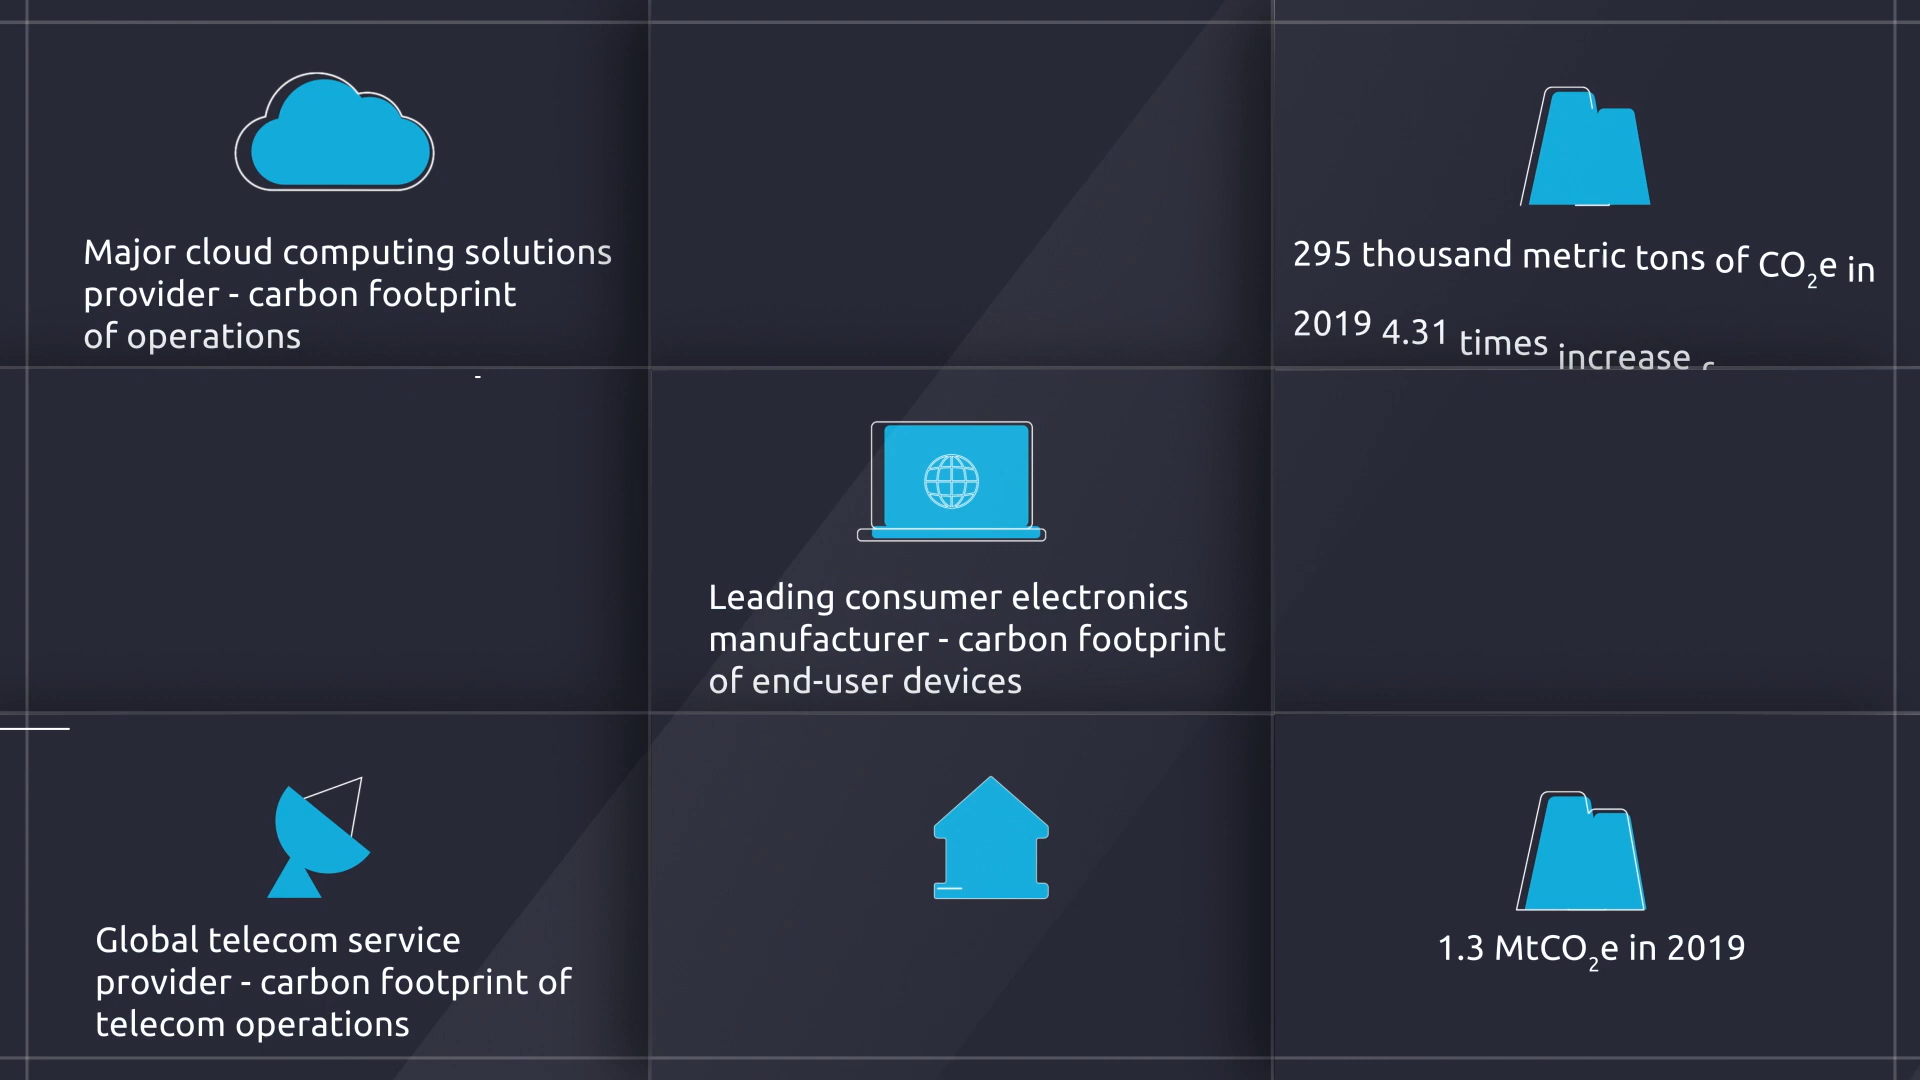 Major cloud computing solutions
provider - carbon footprint
of operations
295 thousand metric tons of CO₂e in
2019 4.31 times increase
Leading consumer electronics
manufacturer - carbon footprint
of end-user devices
Global telecom service
provider - carbon footprint of
telecom operations
1.3 MtCO₂e in 2019